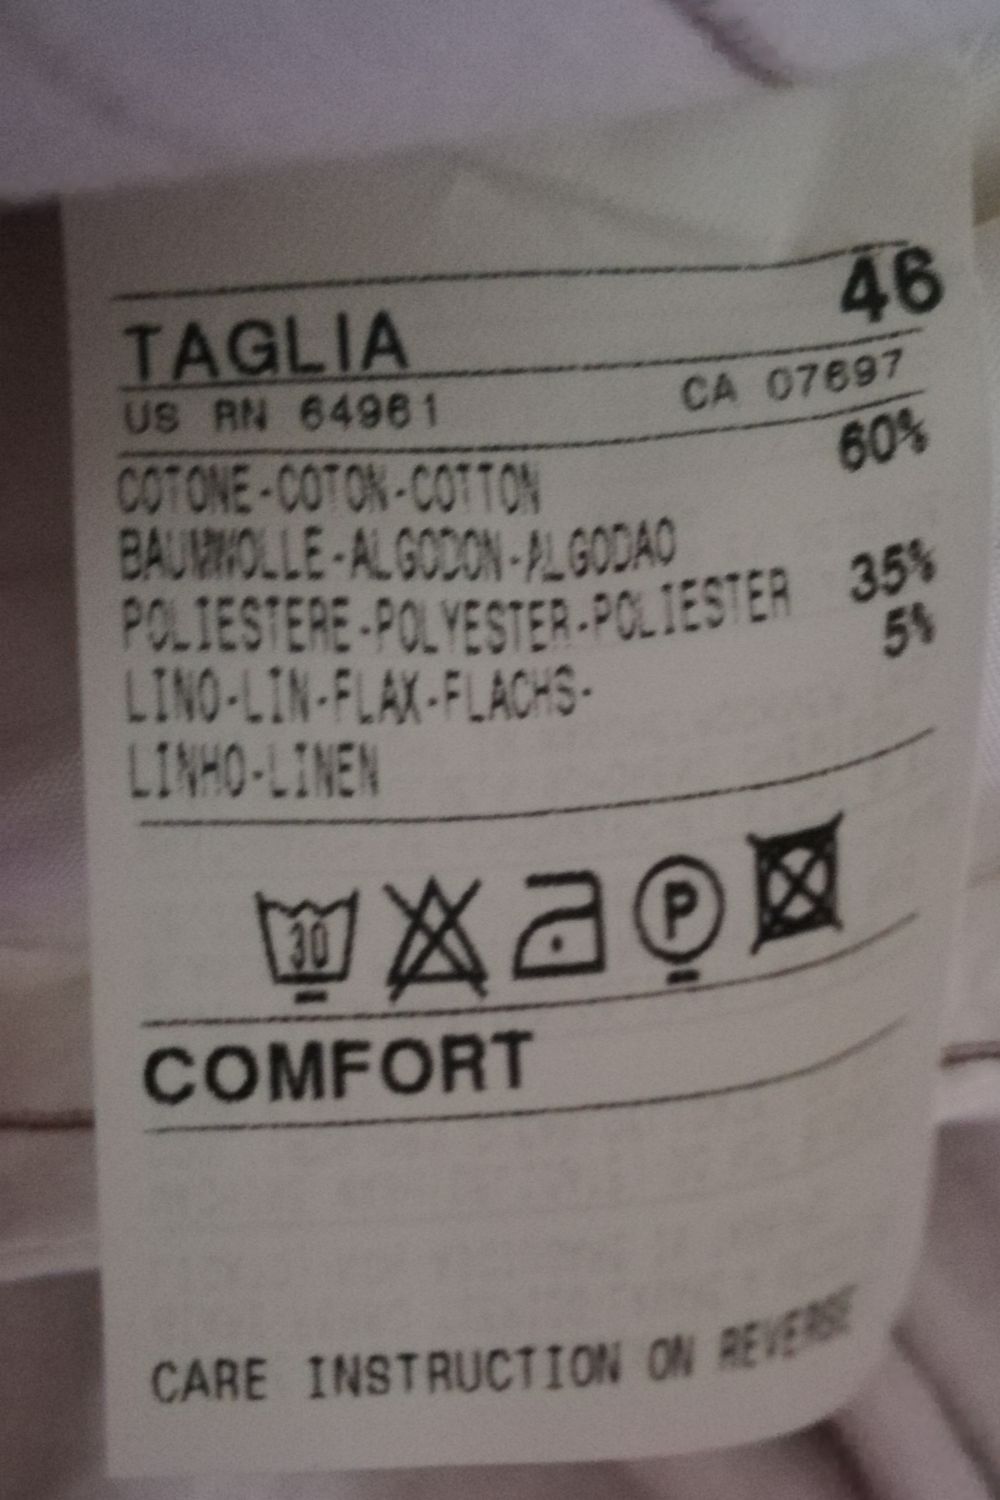 TAGLIA 46
US RN 64961 CA 07697
COTONE-COTON-COTTON 60%
BAUMWOLLE-ALGODON-ALGODAO
POLIESTERE-POLYESTER-POLIESTER 35%
LINO-LIN-FLAX-FLACHS- 5%
LINHO-LINEN
30 P
COMFORT
CARE INSTRUCTION ON REVERSE